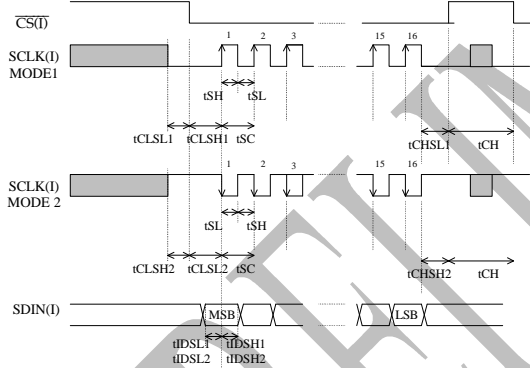 CS(I)
SCLK(I)
MODE1
1 2 3 15 16
tSH tSL
tCLSL1 tCLSH1 tSC tCHSL1 tCH
SCLK(I)
MODE 2
1 2 3 15 16
tSL tSH
tCLSH2 tCLSL2 tSC tCHSH2 tCH
SDIN(I)
MSB LSB
tIDSL1 tIDSH1
tIDSL2 tIDSH2